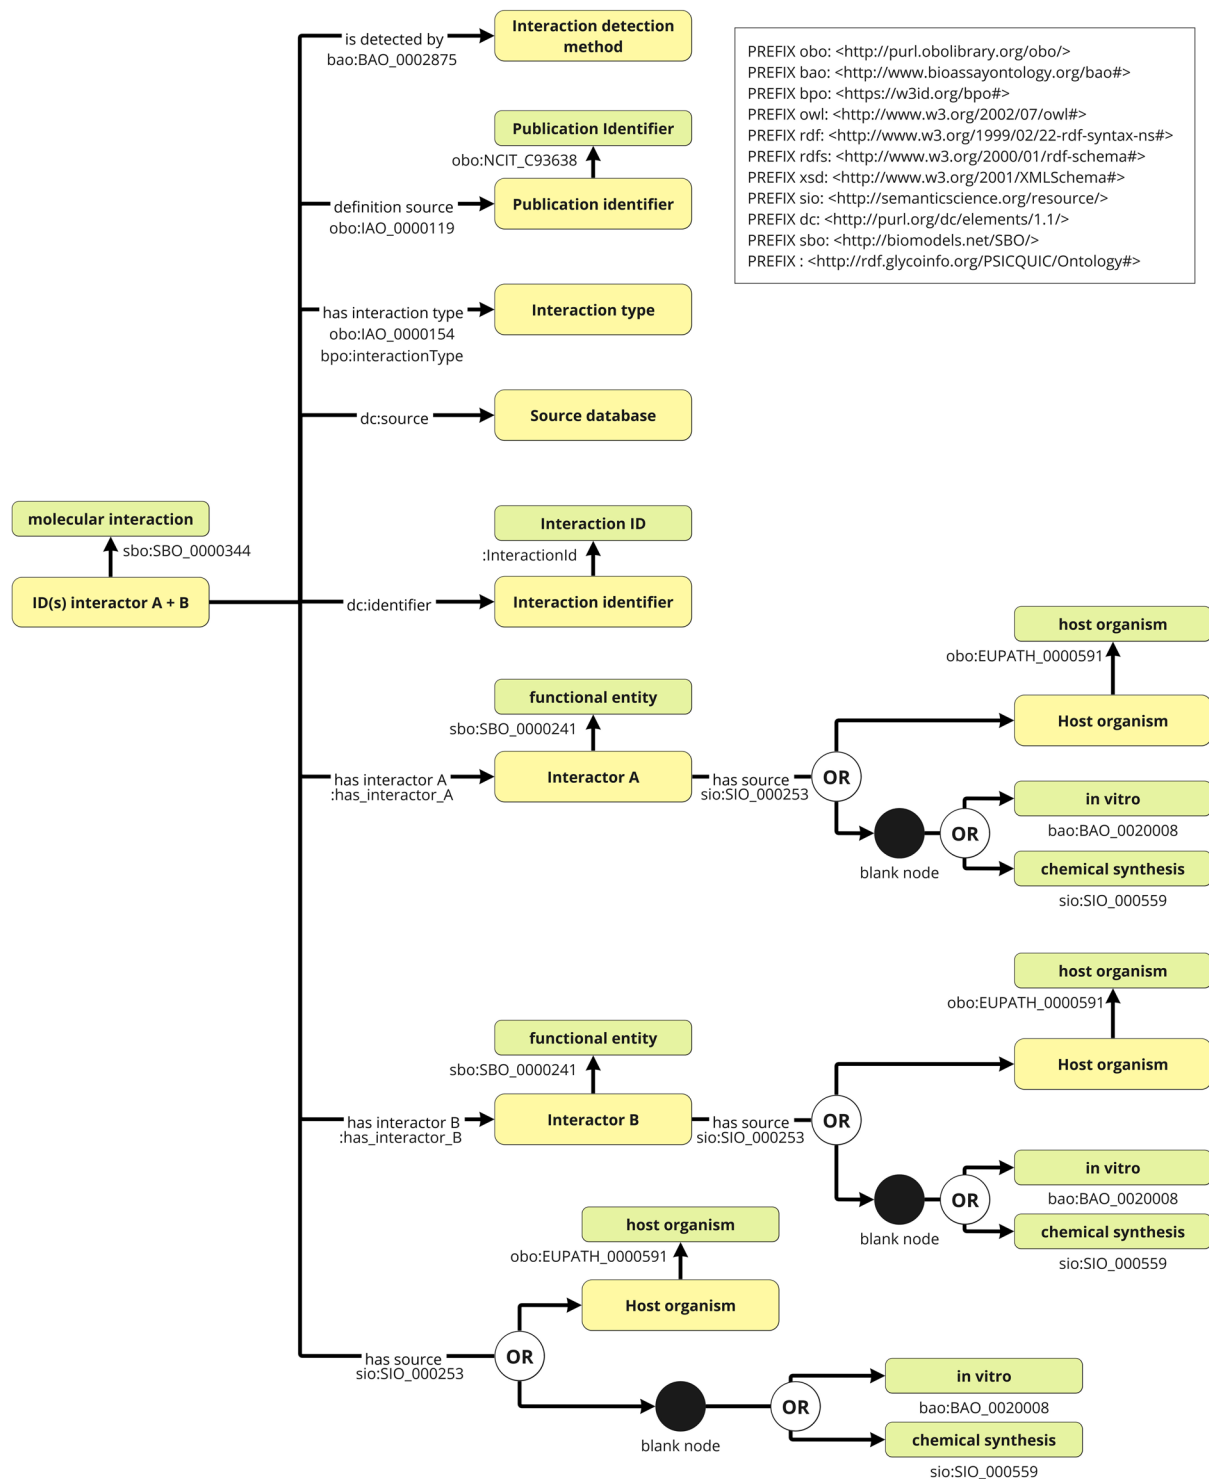 Interaction detection
method
is detected by
bao:BAO_0002875
PREFIX obo: <http://purl.obolibrary.org/obo/>
PREFIX bao: <http://www.bioassayontology.org/bao#>
PREFIX bpo: <https://w3id.org/bpo#>
PREFIX owl: <http://www.w3.org/2002/07/owl#>
PREFIX rdf: <http://www.w3.org/1999/02/22-rdf-syntax-ns#>
PREFIX rdfs: <http://www.w3.org/2000/01/rdf-schema#>
PREFIX xsd: <http://www.w3.org/2001/XMLSchema#>
PREFIX sio: <http://semanticscience.org/resource/>
PREFIX dc: <http://purl.org/dc/elements/1.1/>
PREFIX sbo: <http://biomodels.net/SBO/>
PREFIX : <http://rdf.glycoinfo.org/PSICQUIC/Ontology#>
Publication Identifier
obo:NCIT_C93638
definition source
obo:IAO_0000119
Publication identifier
has interaction type
obo:IAO_0000154
bpo:interactionType
Interaction type
dc:source
Source database
molecular interaction
sbo:SBO_0000344
ID(s) interactor A + B
Interaction ID
:InteractionId
dc:identifier
Interaction identifier
functional entity
sbo:SBO_0000241
has interactor A
:has_interactor_A
Interactor A
has source
sio:SIO_000253
OR
host organism
obo:EUPATH_0000591
Host organism
blank node
OR
in vitro
bao:BAO_0020008
chemical synthesis
sio:SIO_000559
functional entity
sbo:SBO_0000241
has interactor B
:has_interactor_B
Interactor B
has source
sio:SIO_000253
OR
host organism
obo:EUPATH_0000591
Host organism
blank node
OR
in vitro
bao:BAO_0020008
chemical synthesis
sio:SIO_000559
has source
sio:SIO_000253
OR
host organism
obo:EUPATH_0000591
Host organism
blank node
OR
in vitro
bao:BAO_0020008
chemical synthesis
sio:SIO_000559